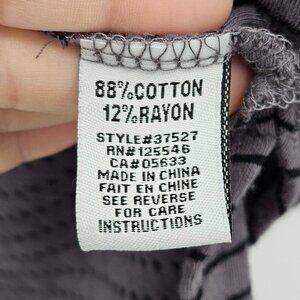 88%COTTON
12%RAYON
STYLE#37527
RN#125546
CA#05633
MADE IN CHINA
FAIT EN CHINE
SEE REVERSE
FOR CARE
INSTRUCTIONS